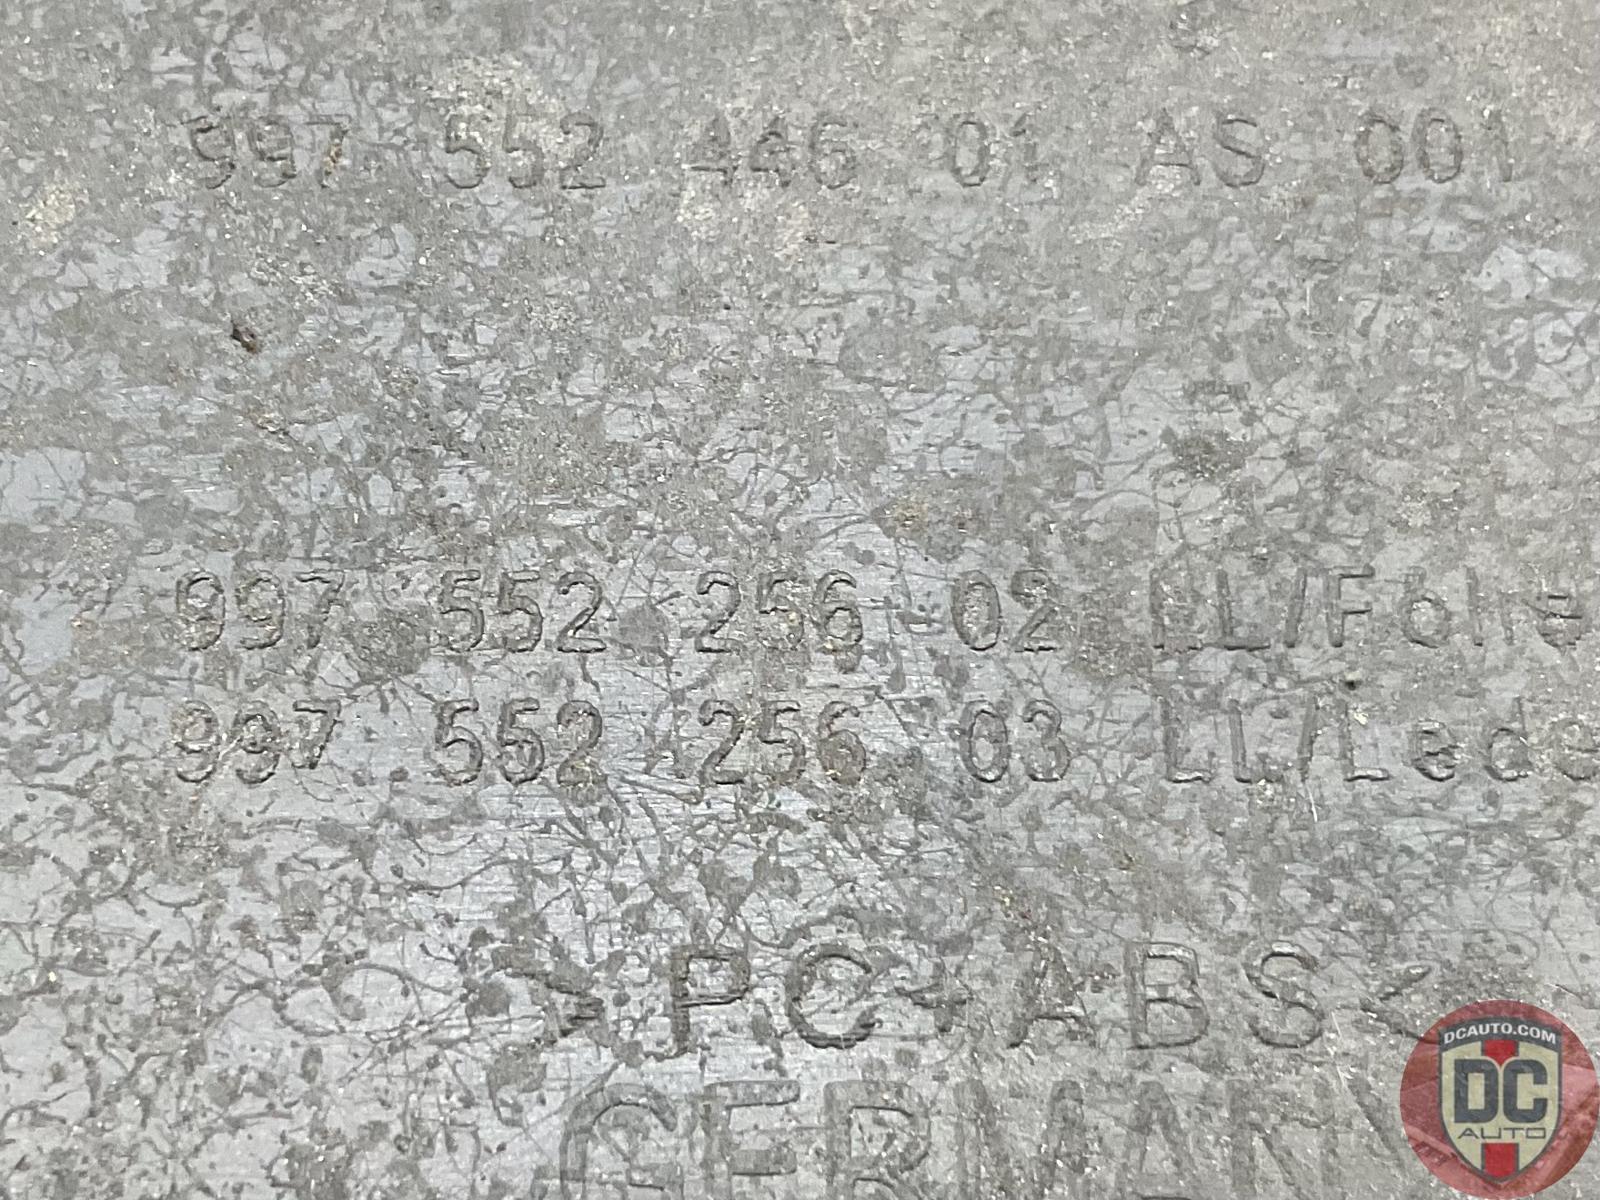 997 552 446 01 AS 001
997 552 256 02 LL/Folie
997 552 256 03 LL/Lede
>PC+ABS<
GERMANY
DCAUTO.COM
DC
AUTO